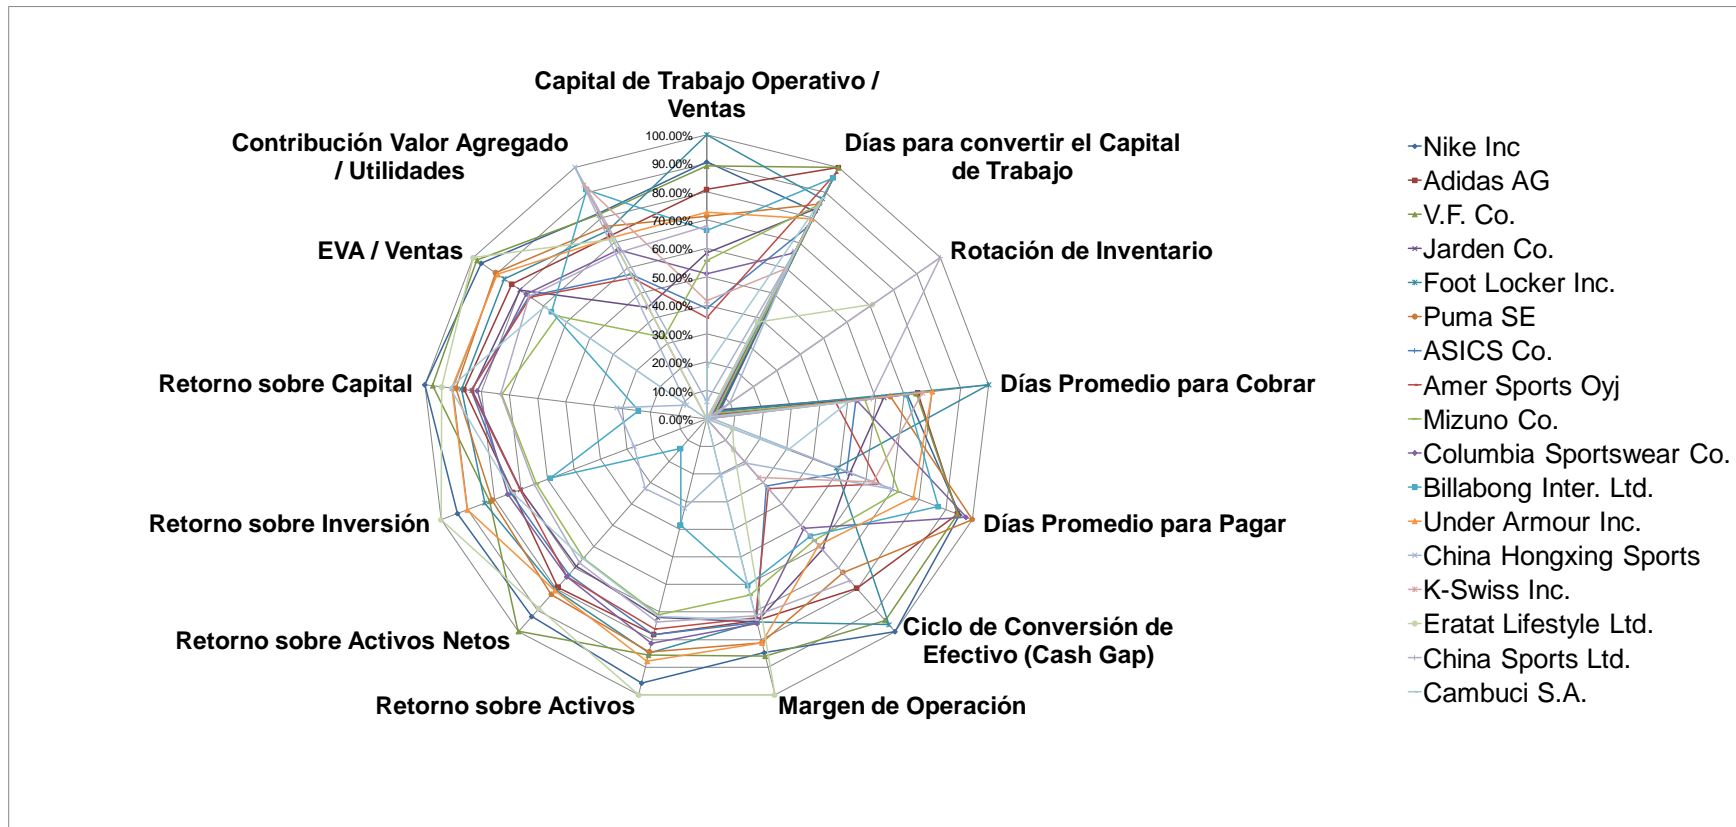 Capital de Trabajo Operativo /
Ventas
Contribución Valor Agregado
/ Utilidades
Días para convertir el Capital
de Trabajo
EVA / Ventas
Rotación de Inventario
Retorno sobre Capital
Días Promedio para Cobrar
Retorno sobre Inversión
Días Promedio para Pagar
Retorno sobre Activos Netos
Ciclo de Conversión de
Efectivo (Cash Gap)
Retorno sobre Activos
Margen de Operación
100.00%
90.00%
80.00%
70.00%
60.00%
50.00%
40.00%
30.00%
20.00%
10.00%
0.00%
Nike Inc
Adidas AG
V.F. Co.
Jarden Co.
Foot Locker Inc.
Puma SE
ASICS Co.
Amer Sports Oyj
Mizuno Co.
Columbia Sportswear Co.
Billabong Inter. Ltd.
Under Armour Inc.
China Hongxing Sports
K-Swiss Inc.
Eratat Lifestyle Ltd.
China Sports Ltd.
Cambuci S.A.